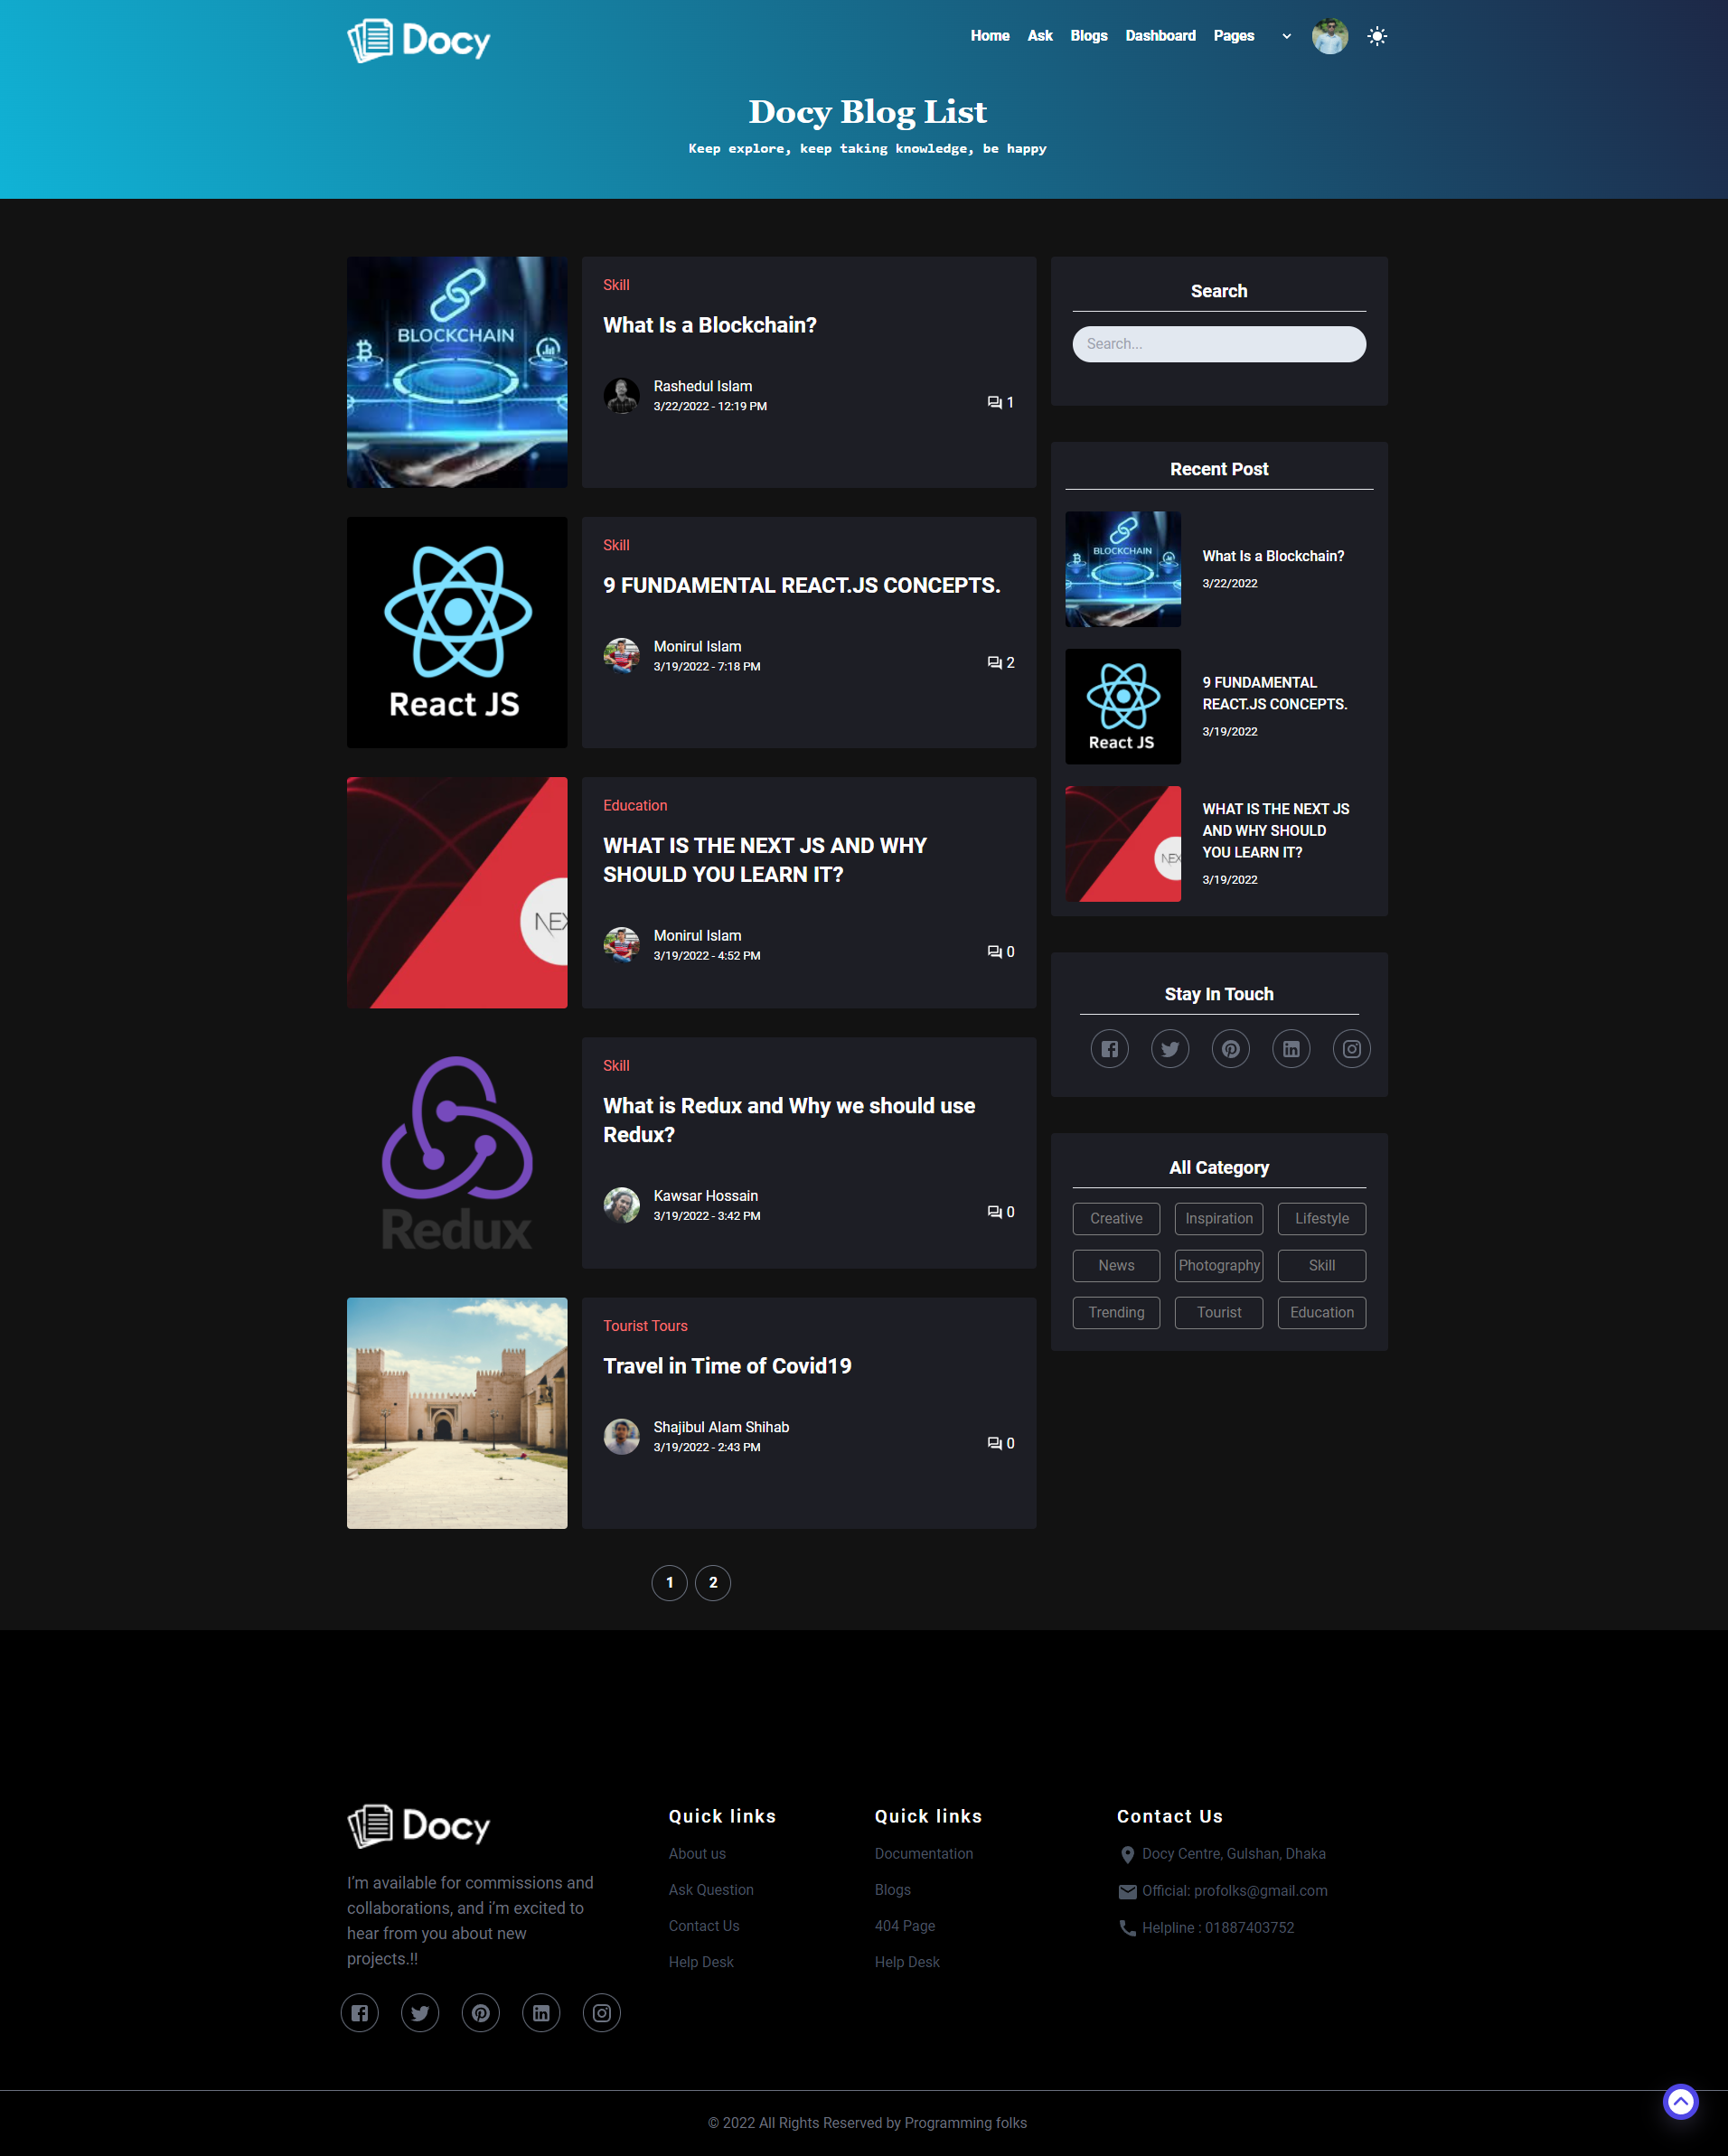 Docy
Home Ask Blogs Dashboard Pages
Docy Blog List
Keep explore, keep taking knowledge, be happy
BLOCKCHAIN
Skill
What Is a Blockchain?
Rashedul Islam
3/22/2022 - 12:19 PM
1
React JS
Skill
9 FUNDAMENTAL REACT.JS CONCEPTS.
Monirul Islam
3/19/2022 - 7:18 PM
2
NEX
Education
WHAT IS THE NEXT JS AND WHY
SHOULD YOU LEARN IT?
Monirul Islam
3/19/2022 - 4:52 PM
0
Redux
Skill
What is Redux and Why we should use
Redux?
Kawsar Hossain
3/19/2022 - 3:42 PM
0
Tourist Tours
Travel in Time of Covid19
Shajibul Alam Shihab
3/19/2022 - 2:43 PM
0
1 2
Search
Search...
Recent Post
BLOCKCHAIN
What Is a Blockchain?
3/22/2022
React JS
9 FUNDAMENTAL
REACT.JS CONCEPTS.
3/19/2022
NEX
WHAT IS THE NEXT JS
AND WHY SHOULD
YOU LEARN IT?
3/19/2022
Stay In Touch
All Category
Creative Inspiration Lifestyle
News Photography Skill
Trending Tourist Education
Docy
I'm available for commissions and
collaborations, and i'm excited to
hear from you about new
projects.!!
Quick links
About us
Ask Question
Contact Us
Help Desk
Quick links
Documentation
Blogs
404 Page
Help Desk
Contact Us
Docy Centre, Gulshan, Dhaka
Official: profolks@gmail.com
Helpline : 01887403752
© 2022 All Rights Reserved by Programming folks